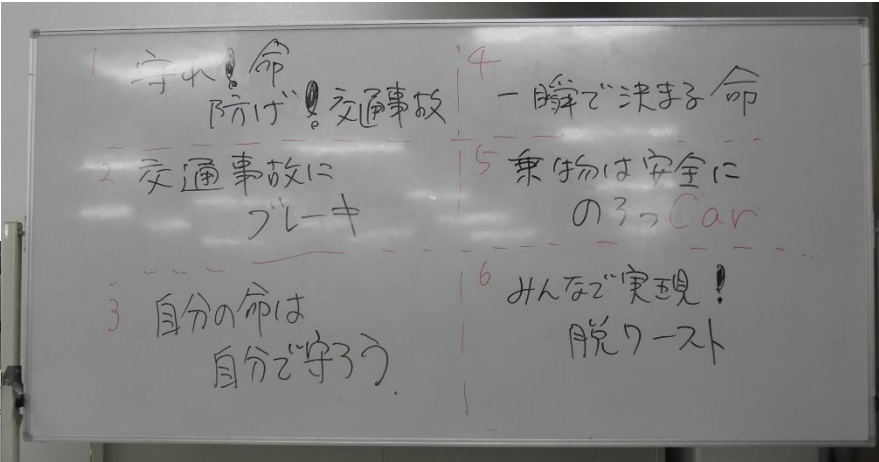 1 守れ!命
防げ!交通事故
2 交通事故に
ブレーキ
3 自分の命は
自分で守ろう.
4 一瞬で決まる命
5 乗物は安全に
のろっCar
6 みんなで実現!
脱ワースト